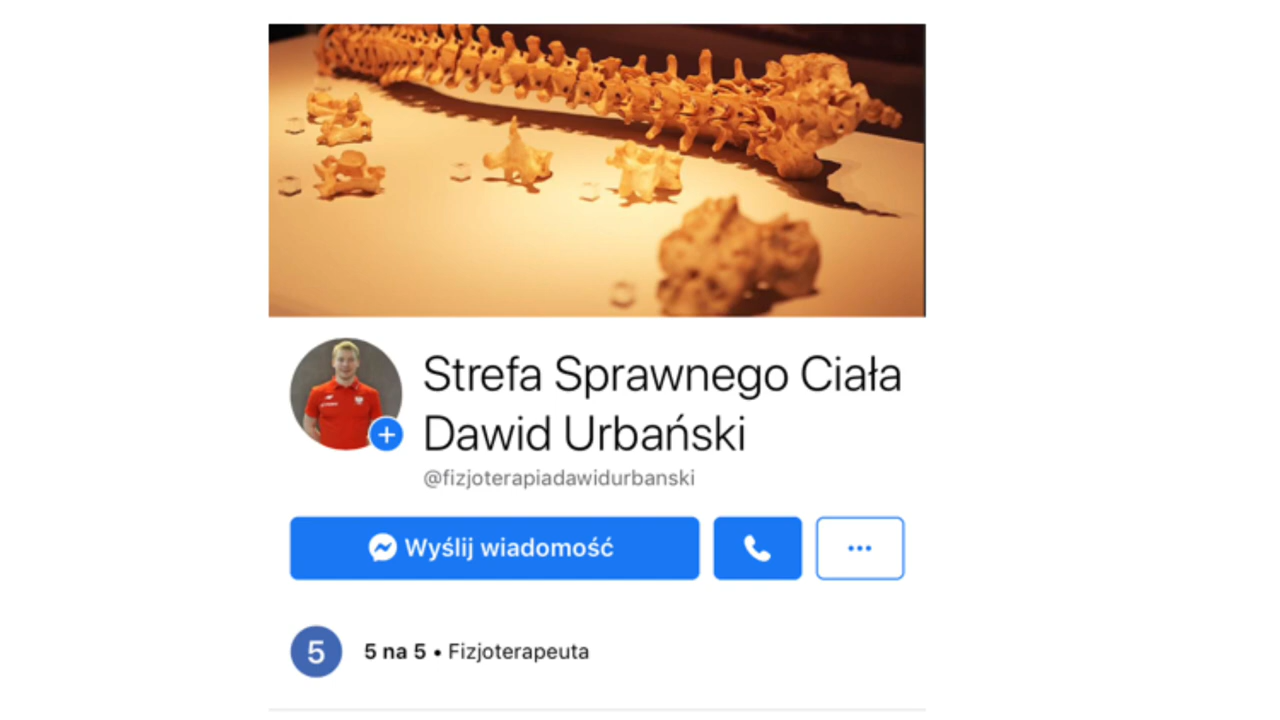 Strefa Sprawnego Ciała
Dawid Urbański
@fizjoterapiadawidurbanski
Wyślij wiadomość
5 5 na 5 • Fizjoterapeuta